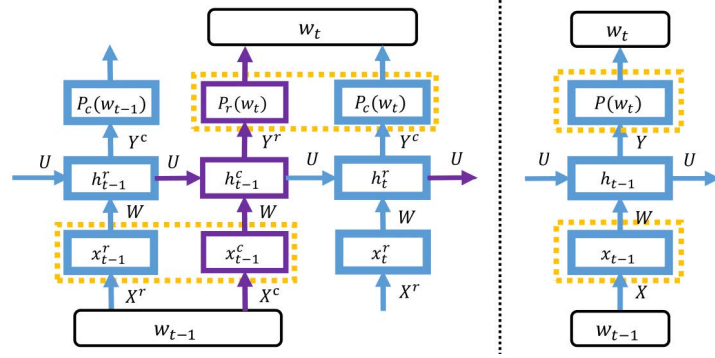 w_t
w_t
P_c(w_{t-1})
P_r(w_t)
P_c(w_t)
P(w_t)
Y^c
Y^r
Y^c
Y
U
U
U
U
U
U
h^r_{t-1}
h^c_{t-1}
h^r_t
h_{t-1}
W
W
W
W
x^r_{t-1}
x^c_{t-1}
x^r_t
x_{t-1}
X^r
X^c
X^r
X
w_{t-1}
w_{t-1}